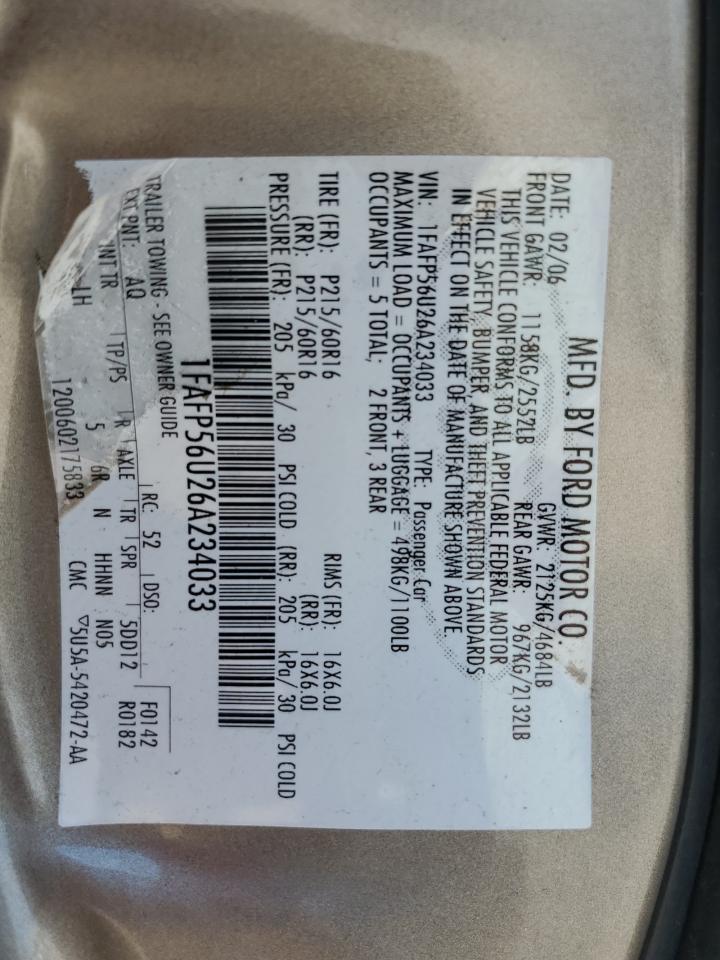 MFD. BY FORD MOTOR CO.
DATE: 02/06 GVWR: 2125KG/4684LB
FRONT GAWR: 1158KG/2552LB REAR GAWR: 967KG/2132LB
THIS VEHICLE CONFORMS TO ALL APPLICABLE FEDERAL MOTOR
VEHICLE SAFETY, BUMPER, AND THEFT PREVENTION STANDARDS
IN EFFECT ON THE DATE OF MANUFACTURE SHOWN ABOVE.
VIN: 1FAFP56U26A234033 TYPE: Passenger Car
MAXIMUM LOAD = OCCUPANTS + LUGGAGE = 498KG/1100LB
OCCUPANTS = 5 TOTAL; 2 FRONT, 3 REAR
TIRE (FR): P215/60R16 RIMS (FR): 16X6.0J
(RR): P215/60R16 (RR): 16X6.0J
PRESSURE (FR): 205 kPa/ 30 PSI COLD (RR): 205 kPa/ 30 PSI COLD
1FAFP56U26A234033
TRAILER TOWING - SEE OWNER GUIDE
EXT PNT: AQ RC: 52 DSO: F0142
INT TR TP/PS R AXLE TR SPR 5DD12 R0182
LH 5 6R N HHNN N05
1200602175833 CMC ▽5U5A-5420472-AA